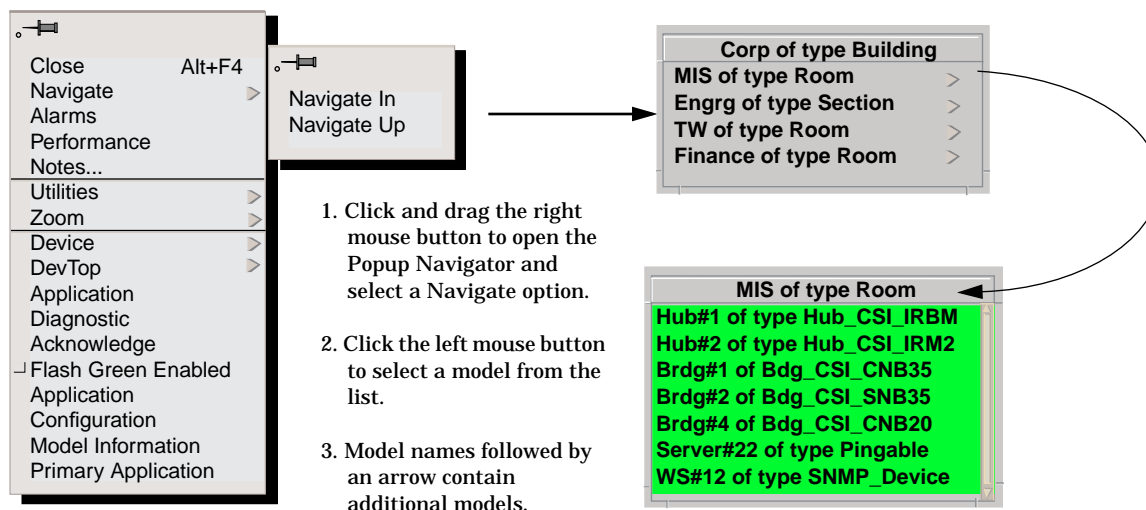 Close Alt+F4
Navigate
Alarms
Performance
Notes...
Utilities
Zoom
Device
DevTop
Application
Diagnostic
Acknowledge
Flash Green Enabled
Application
Configuration
Model Information
Primary Application
Navigate In
Navigate Up
1. Click and drag the right
mouse button to open the
Popup Navigator and
select a Navigate option.
2. Click the left mouse button
to select a model from the
list.
3. Model names followed by
an arrow contain
additional models.
Corp of type Building
MIS of type Room
Engrg of type Section
TW of type Room
Finance of type Room
MIS of type Room
Hub#1 of type Hub_CSI_IRBM
Hub#2 of type Hub_CSI_IRM2
Brdg#1 of Bdg_CSI_CNB35
Brdg#2 of Bdg_CSI_SNB35
Brdg#4 of Bdg_CSI_CNB20
Server#22 of type Pingable
WS#12 of type SNMP_Device